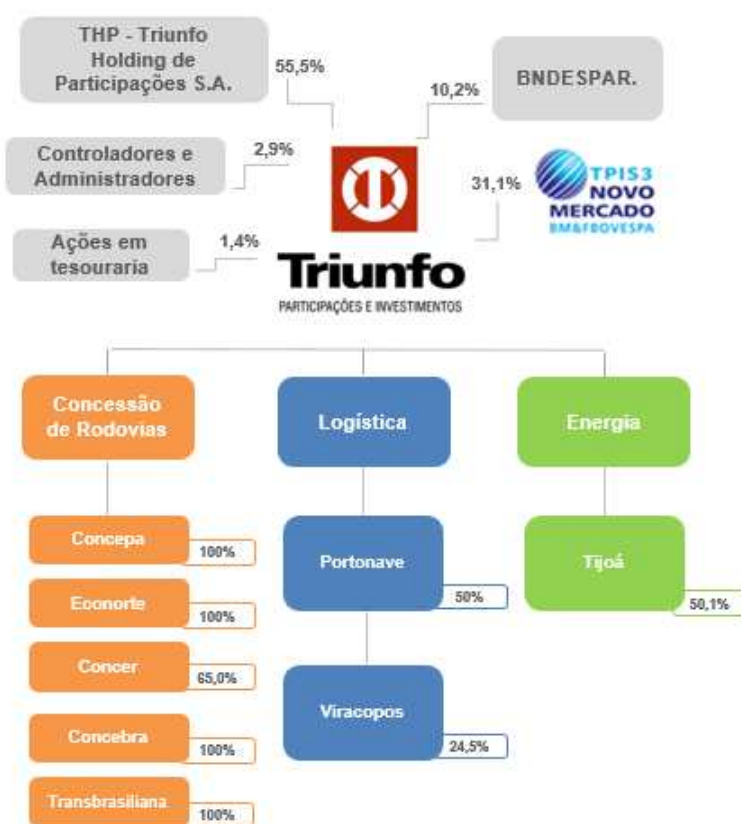 THP - Triunfo
Holding de
Participações S.A.
55,5%
BNDESPAR.
10,2%
Controladores e
Administradores
2,9%
31,1%
TPIS3
NOVO
MERCADO
BM&FBOVESPA
Ações em
tesouraria
1,4%
Triunfo
PARTICIPAÇÕES E INVESTIMENTOS
Concessão
de Rodovias
Logística
Energia
Concepa
100%
Econorte
100%
Concer
65,0%
Concebra
100%
Transbrasiliana
100%
Portonave
50%
Viracopos
24,5%
Tijoá
50,1%